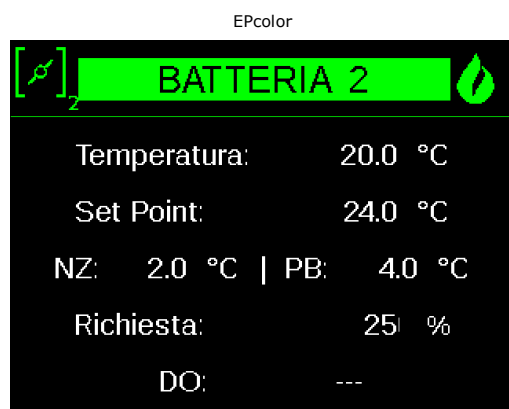 EPcolor
2
BATTERIA 2
Temperatura: 20.0 °C
Set Point: 24.0 °C
NZ: 2.0 °C | PB: 4.0 °C
Richiesta: 25 %
DO: ---